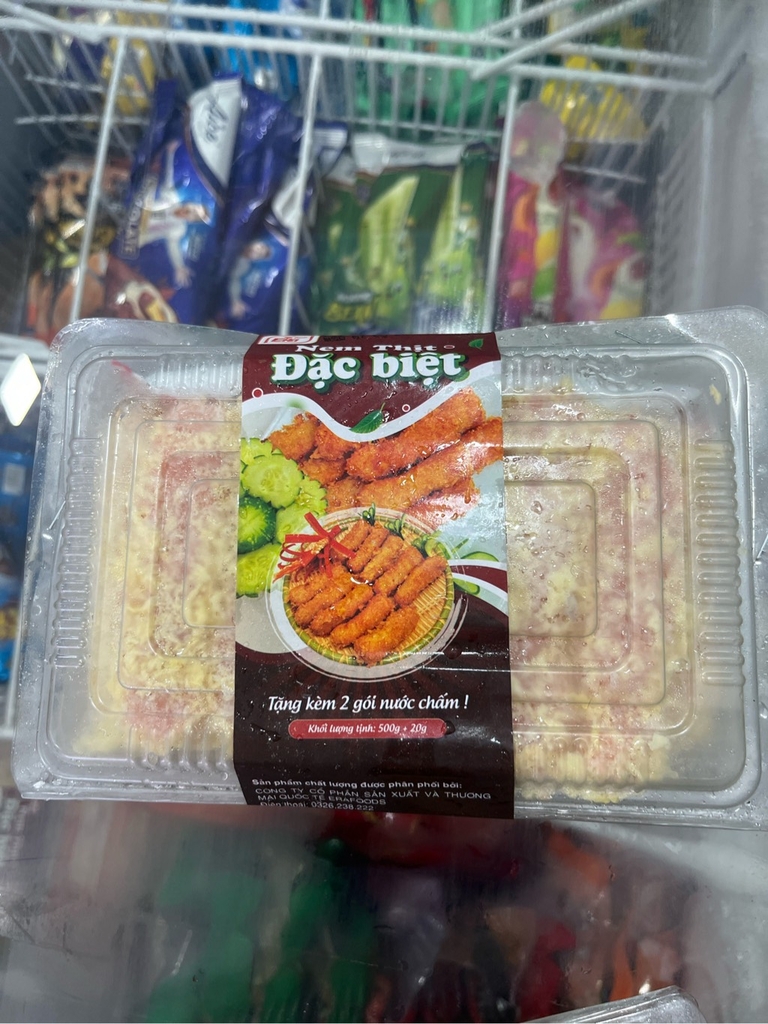 Nem Thịt
Đặc biệt
Tặng kèm 2 gói nước chấm !
Khối lượng tịnh: 500g + 20g
Sản phẩm chất lượng được phân phối bởi:
CÔNG TY CỔ PHẦN SẢN XUẤT VÀ THƯƠNG
MẠI QUỐC TẾ ERAFOODS
Điện thoại: 0326.238.222